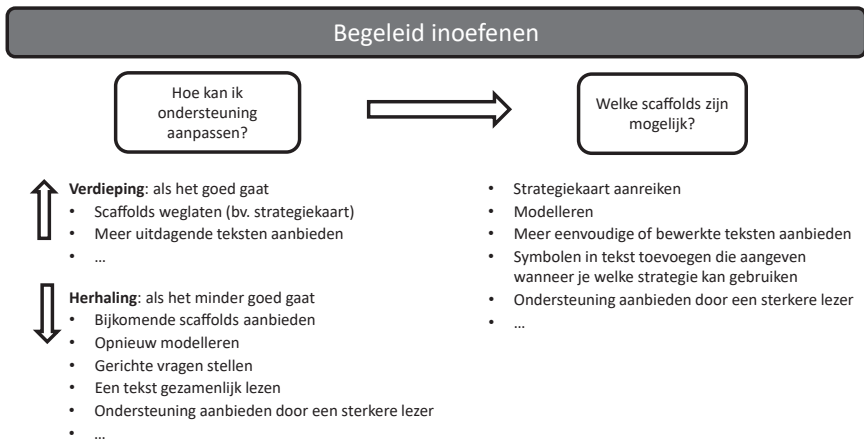 Begeleid inoefenen
Hoe kan ik
ondersteuning
aanpassen?
Welke scaffolds zijn
mogelijk?
Verdieping: als het goed gaat
• Scaffolds weglaten (bv. strategiekaart)
• Meer uitdagende teksten aanbieden
• ...
Herhaling: als het minder goed gaat
• Bijkomende scaffolds aanbieden
• Opnieuw modelleren
• Gerichte vragen stellen
• Een tekst gezamenlijk lezen
• Ondersteuning aanbieden door een sterkere lezer
• ...
• Strategiekaart aanreiken
• Modelleren
• Meer eenvoudige of bewerkte teksten aanbieden
• Symbolen in tekst toevoegen die aangeven
wanneer je welke strategie kan gebruiken
• Ondersteuning aanbieden door een sterkere lezer
• ...